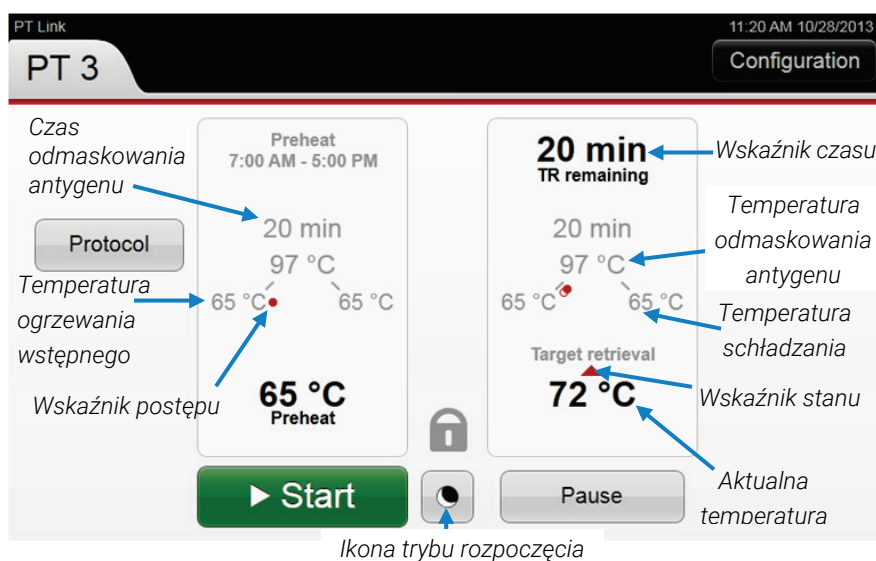 PT Link
11:20 AM 10/28/2013
PT 3
Configuration
Czas
odmaskowania
antygenu
Preheat
7:00 AM - 5:00 PM
20 min
TR remaining
Wskaźnik czasu
Protocol
20 min
97 °C
65 °C
65 °C
20 min
97 °C
65 °C
65 °C
Temperatura
odmaskowania
antygenu
Temperatura
ogrzewania
wstępnego
Temperatura
schładzania
Target retrieval
Wskaźnik postępu
65 °C
Preheat
72 °C
Wskaźnik stanu
Start
Pause
Aktualna
temperatura
Ikona trybu rozpoczęcia